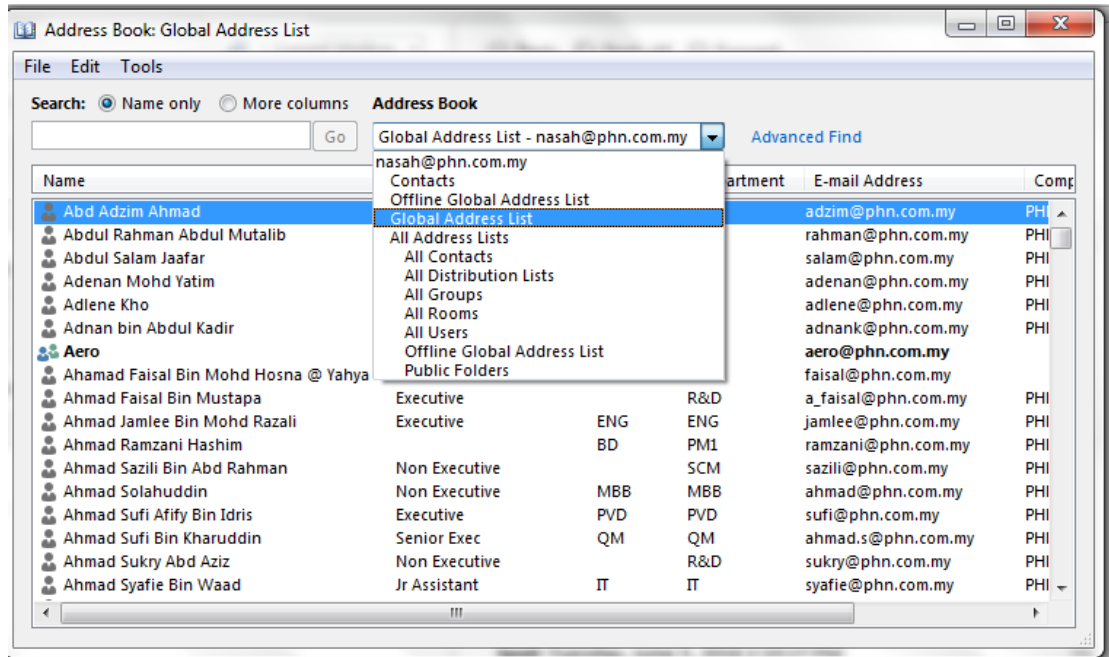 Address Book: Global Address List
File Edit Tools
Search: Name only More columns Address Book
Go Global Address List - nasah@phn.com.my Advanced Find
nasah@phn.com.my
Contacts
Offline Global Address List
Global Address List
All Address Lists
All Contacts
All Distribution Lists
All Groups
All Rooms
All Users
Offline Global Address List
Public Folders
Name artment E-mail Address Comp
Abd Adzim Ahmad adzim@phn.com.my PHI
Abdul Rahman Abdul Mutalib rahman@phn.com.my PHI
Abdul Salam Jaafar salam@phn.com.my PHI
Adenan Mohd Yatim adenan@phn.com.my PHI
Adlene Kho adlene@phn.com.my PHI
Adnan bin Abdul Kadir adnank@phn.com.my PHI
Aero aero@phn.com.my
Ahamad Faisal Bin Mohd Hosna @ Yahya faisal@phn.com.my
Ahmad Faisal Bin Mustapa Executive R&D a_faisal@phn.com.my PHI
Ahmad Jamlee Bin Mohd Razali Executive ENG ENG jamlee@phn.com.my PHI
Ahmad Ramzani Hashim BD PM1 ramzani@phn.com.my PHI
Ahmad Sazili Bin Abd Rahman Non Executive SCM sazili@phn.com.my PHI
Ahmad Solahuddin Non Executive MBB MBB ahmad@phn.com.my PHI
Ahmad Sufi Afify Bin Idris Executive PVD PVD sufi@phn.com.my PHI
Ahmad Sufi Bin Kharuddin Senior Exec QM QM ahmad.s@phn.com.my PHI
Ahmad Sukry Abd Aziz Non Executive R&D sukry@phn.com.my PHI
Ahmad Syafie Bin Waad Jr Assistant IT IT syafie@phn.com.my PHI